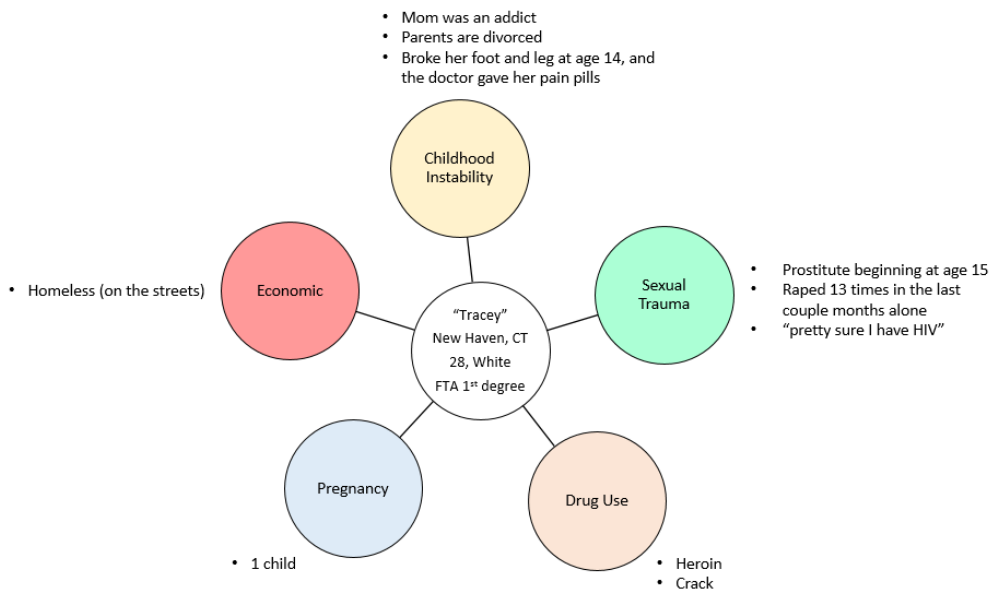 • Mom was an addict
• Parents are divorced
• Broke her foot and leg at age 14, and
the doctor gave her pain pills
Childhood
Instability
Economic
• Homeless (on the streets)
Sexual
Trauma
• Prostitute beginning at age 15
• Raped 13 times in the last
couple months alone
• “pretty sure I have HIV”
“Tracey”
New Haven, CT
28, White
FTA 1st degree
Pregnancy
• 1 child
Drug Use
• Heroin
• Crack